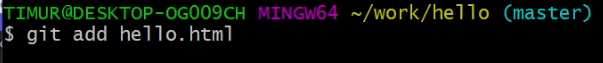 TIMUR@DESKTOP-OG009CH MINGW64 ~/work/hello (master)
$ git add hello.html